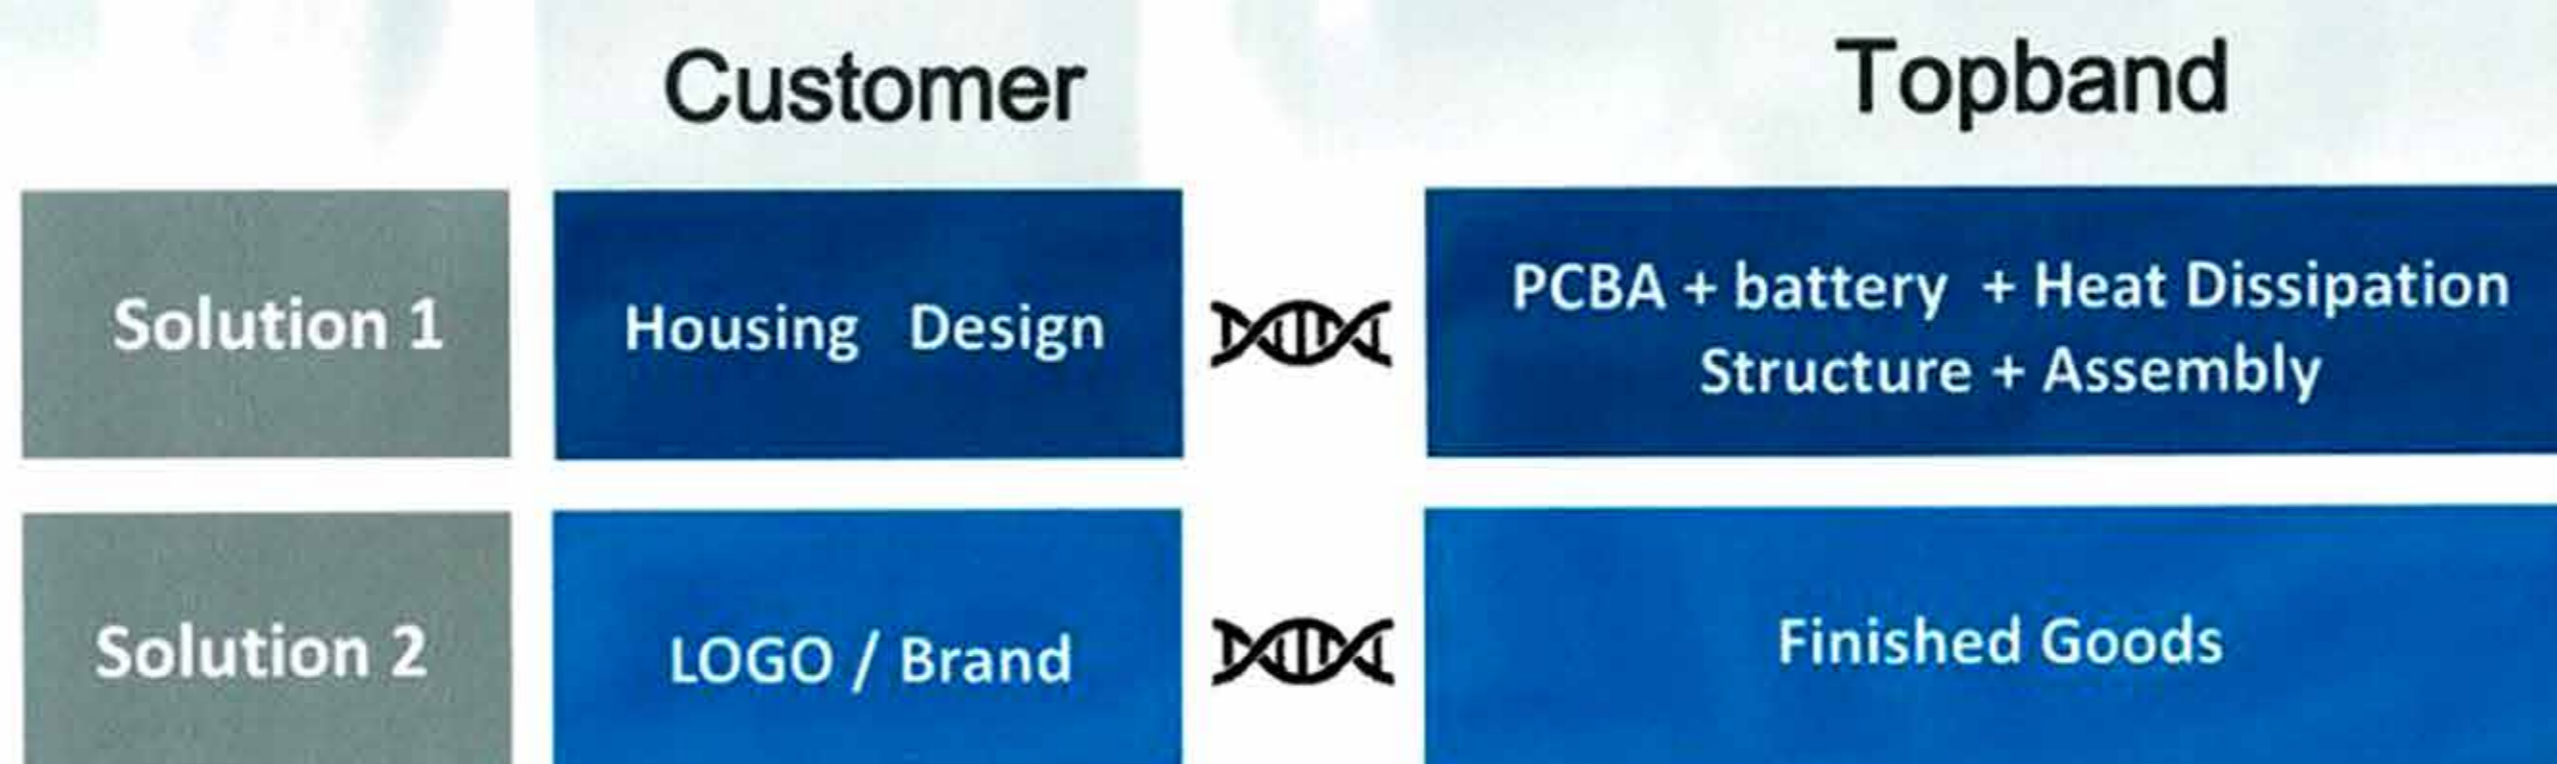 Customer
Topband
Solution 1
Housing Design
PCBA + battery + Heat Dissipation
Structure + Assembly
Solution 2
LOGO / Brand
Finished Goods